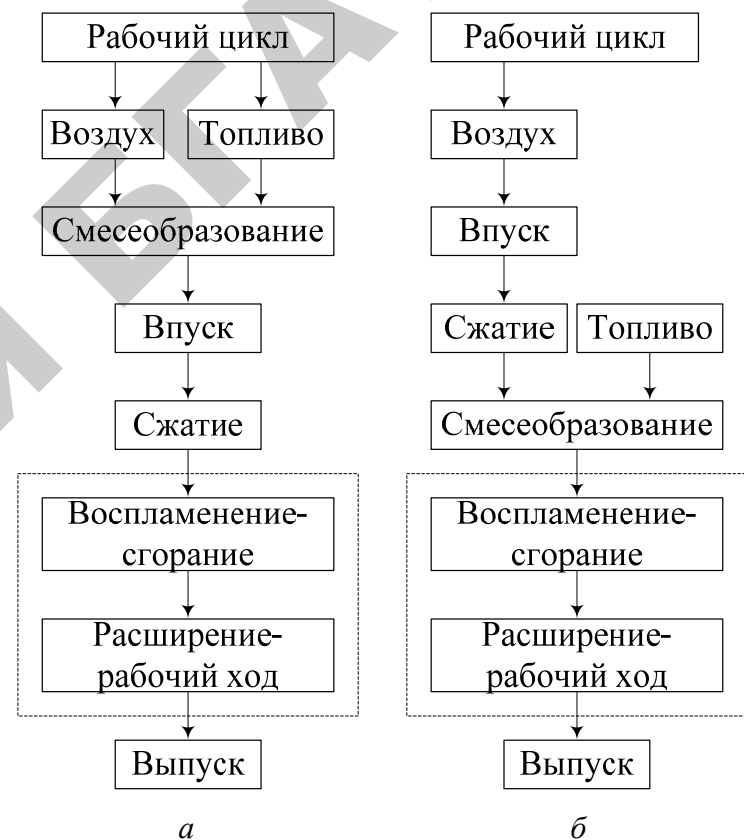 Рабочий цикл
Воздух
Топливо
Смесеобразование
Впуск
Сжатие
Воспламенение-
сгорание
Расширение-
рабочий ход
Выпуск
а
Рабочий цикл
Воздух
Впуск
Сжатие
Топливо
Смесеобразование
Воспламенение-
сгорание
Расширение-
рабочий ход
Выпуск
б